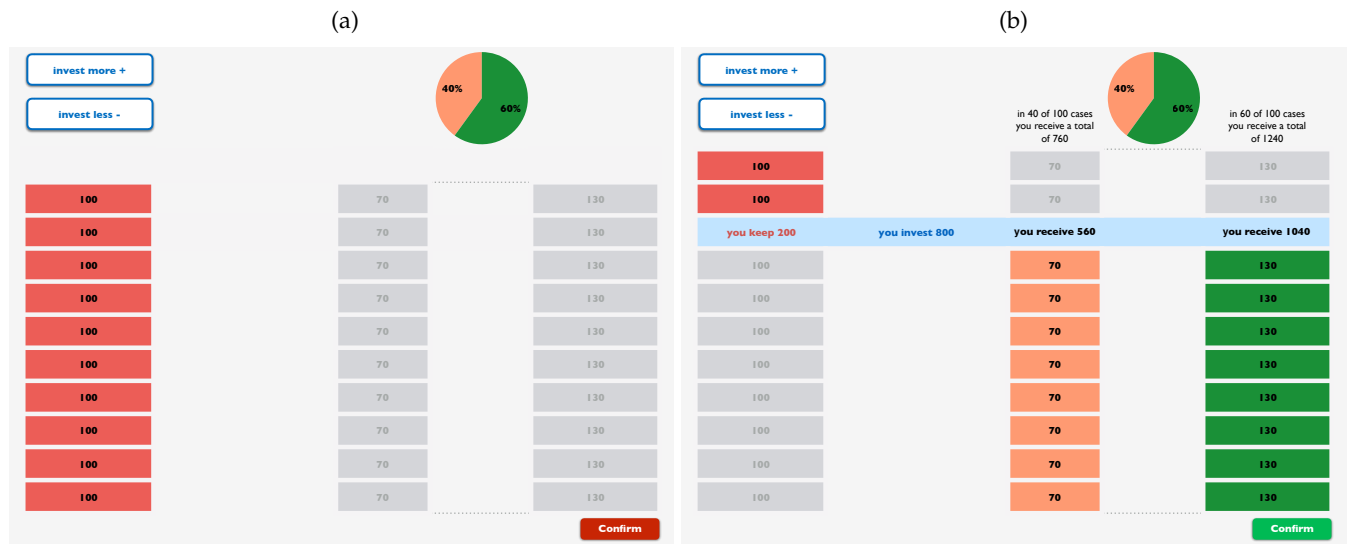 (a)
invest more +
invest less -
40%
60%
100 70 130
100 70 130
100 70 130
100 70 130
100 70 130
100 70 130
100 70 130
100 70 130
100 70 130
100 70 130
Confirm
(b)
invest more +
invest less -
40%
60%
in 40 of 100 cases
you receive a total
of 760
in 60 of 100 cases
you receive a total
of 1240
100 70 130
100 70 130
you keep 200 you invest 800 you receive 560 you receive 1040
100 70 130
100 70 130
100 70 130
100 70 130
100 70 130
100 70 130
100 70 130
100 70 130
Confirm